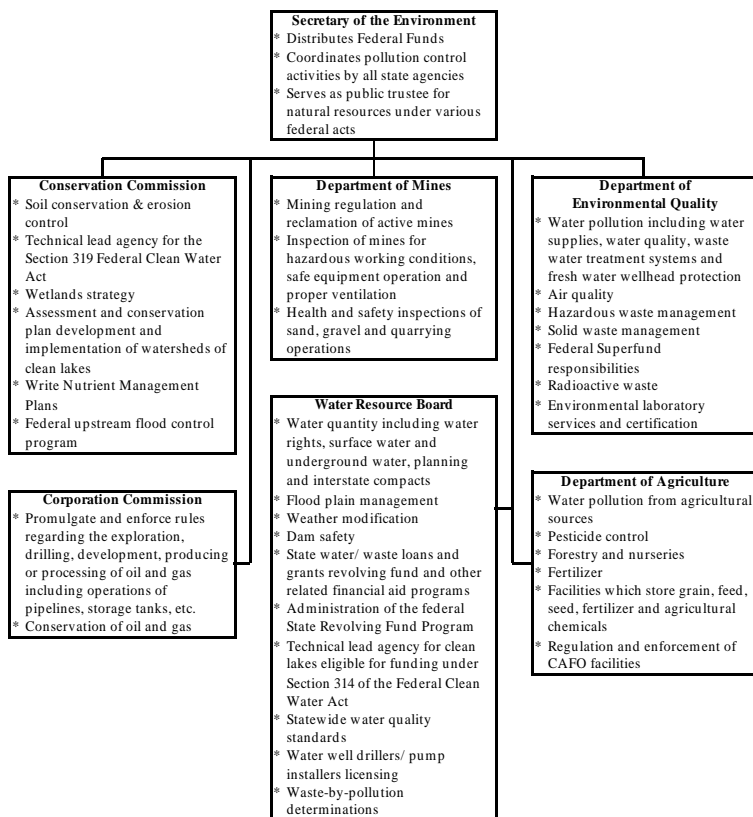 Secretary of the Environment
* Distributes Federal Funds
* Coordinates pollution control
activities by all state agencies
* Serves as public trustee for
natural resources under various
federal acts
Conservation Commission
* Soil conservation & erosion
control
* Technical lead agency for the
Section 319 Federal Clean Water
Act
* Wetlands strategy
* Assessment and conservation
plan development and
implementation of watersheds of
clean lakes
* Write Nutrient Management
Plans
* Federal upstream flood control
program
Department of Mines
* Mining regulation and
reclamation of active mines
* Inspection of mines for
hazardous working conditions,
safe equipment operation and
proper ventilation
* Health and safety inspections of
sand, gravel and quarrying
operations
Department of
Environmental Quality
* Water pollution including water
supplies, water quality, waste
water treatment systems and
fresh water wellhead protection
* Air quality
* Hazardous waste management
* Solid waste management
* Federal Superfund
responsibilities
* Radioactive waste
* Environmental laboratory
services and certification
Corporation Commission
* Promulgate and enforce rules
regarding the exploration,
drilling, development, producing
or processing of oil and gas
including operations of
pipelines, storage tanks, etc.
* Conservation of oil and gas
Water Resource Board
* Water quantity including water
rights, surface water and
underground water, planning
and interstate compacts
* Flood plain management
* Weather modification
* Dam safety
* State water/ waste loans and
grants revolving fund and other
related financial aid programs
* Administration of the federal
State Revolving Fund Program
* Technical lead agency for clean
lakes eligible for funding under
Section 314 of the Federal Clean
Water Act
* Statewide water quality
standards
* Water well drillers/ pump
installers licensing
* Waste-by-pollution
determinations
Department of Agriculture
* Water pollution from agricultural
sources
* Pesticide control
* Forestry and nurseries
* Fertilizer
* Facilities which store grain, feed,
seed, fertilizer and agricultural
chemicals
* Regulation and enforcement of
CAFO facilities